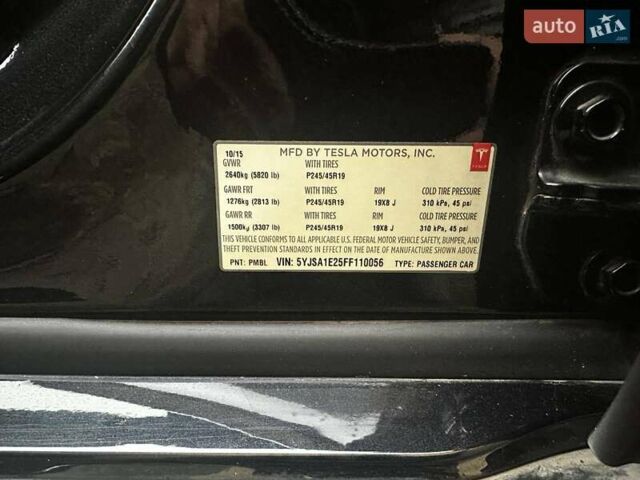 auto RIA.com
10/15 MFD BY TESLA MOTORS, INC.
GVWR WITH TIRES
2640kg (5820 lb) P245/45R19
GAWR FRT WITH TIRES RIM COLD TIRE PRESSURE
1276kg (2813 lb) P245/45R19 19X8 J 310 kPa, 45 psi
GAWR RR WITH TIRES RIM COLD TIRE PRESSURE
1500kg (3307 lb) P245/45R19 19X8 J 310 kPa, 45 psi
THIS VEHICLE CONFORMS TO ALL APPLICABLE U.S. FEDERAL MOTOR VEHICLE SAFETY, BUMPER, AND
THEFT PREVENTION STANDARDS IN EFFECT ON THE DATE OF MANUFACTURE SHOWN ABOVE.
PNT: PMBL VIN: 5YJSA1E25FF110056 TYPE: PASSENGER CAR
TESLA